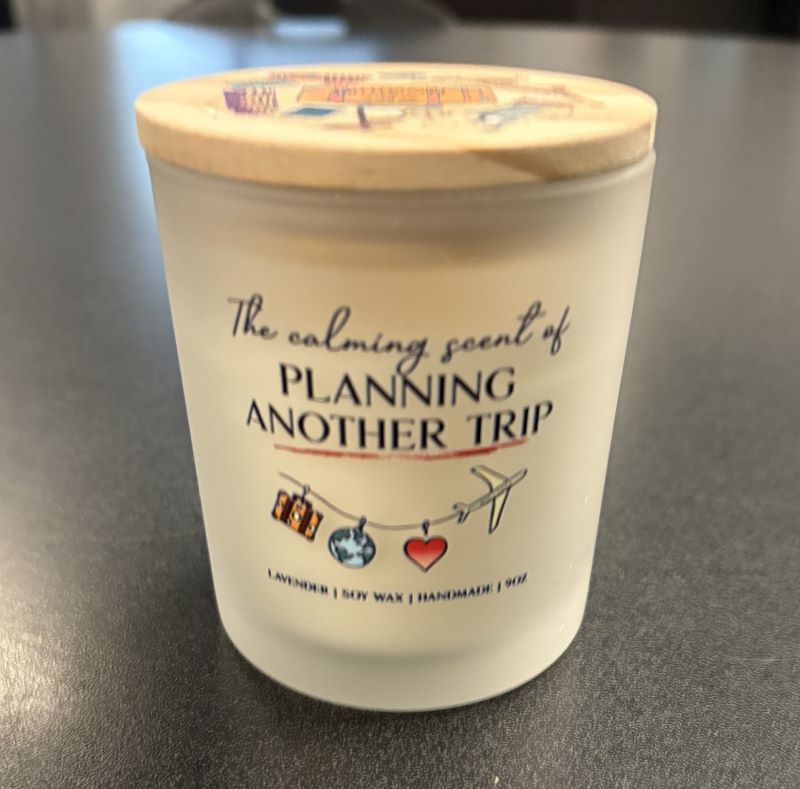 The calming scent of
PLANNING
ANOTHER TRIP
LAVENDER | SOY WAX | HANDMADE | 9OZ